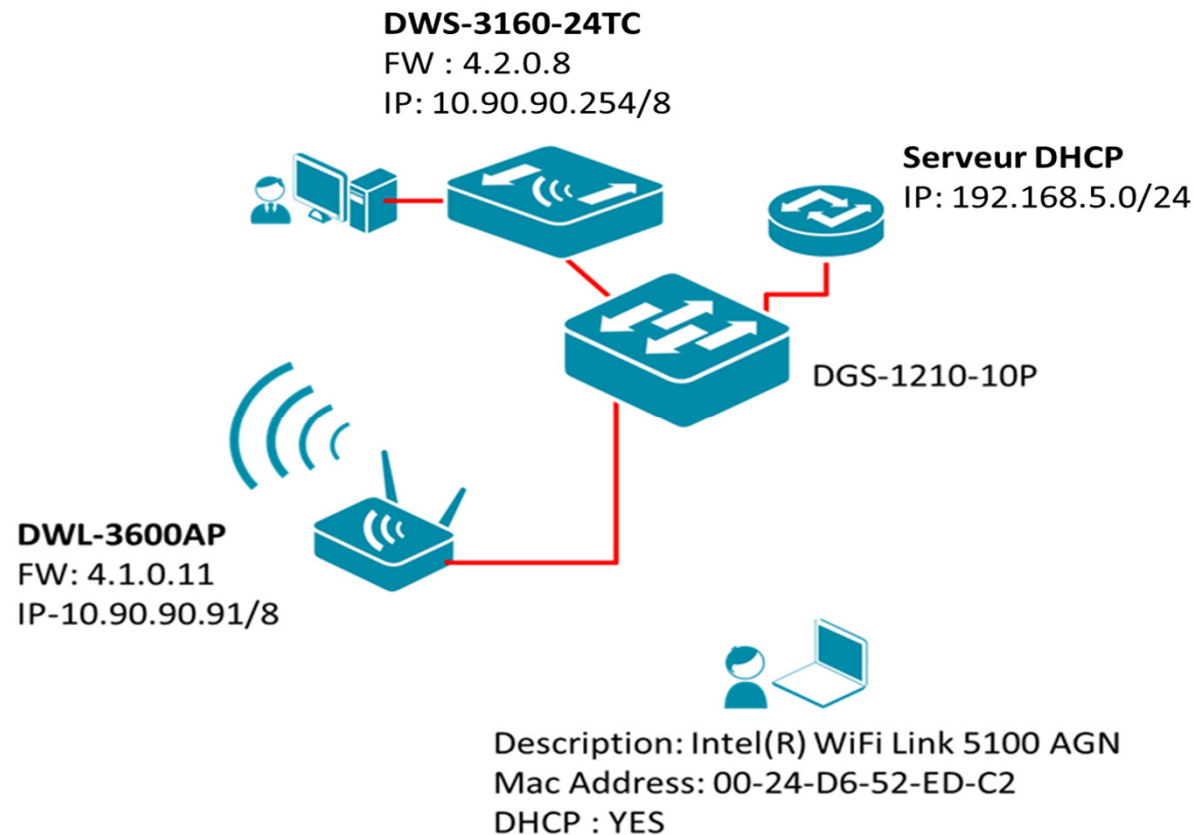 DWS-3160-24TC
FW : 4.2.0.8
IP: 10.90.90.254/8
Serveur DHCP
IP: 192.168.5.0/24
DGS-1210-10P
DWL-3600AP
FW: 4.1.0.11
IP-10.90.90.91/8
Description: Intel(R) WiFi Link 5100 AGN
Mac Address: 00-24-D6-52-ED-C2
DHCP : YES